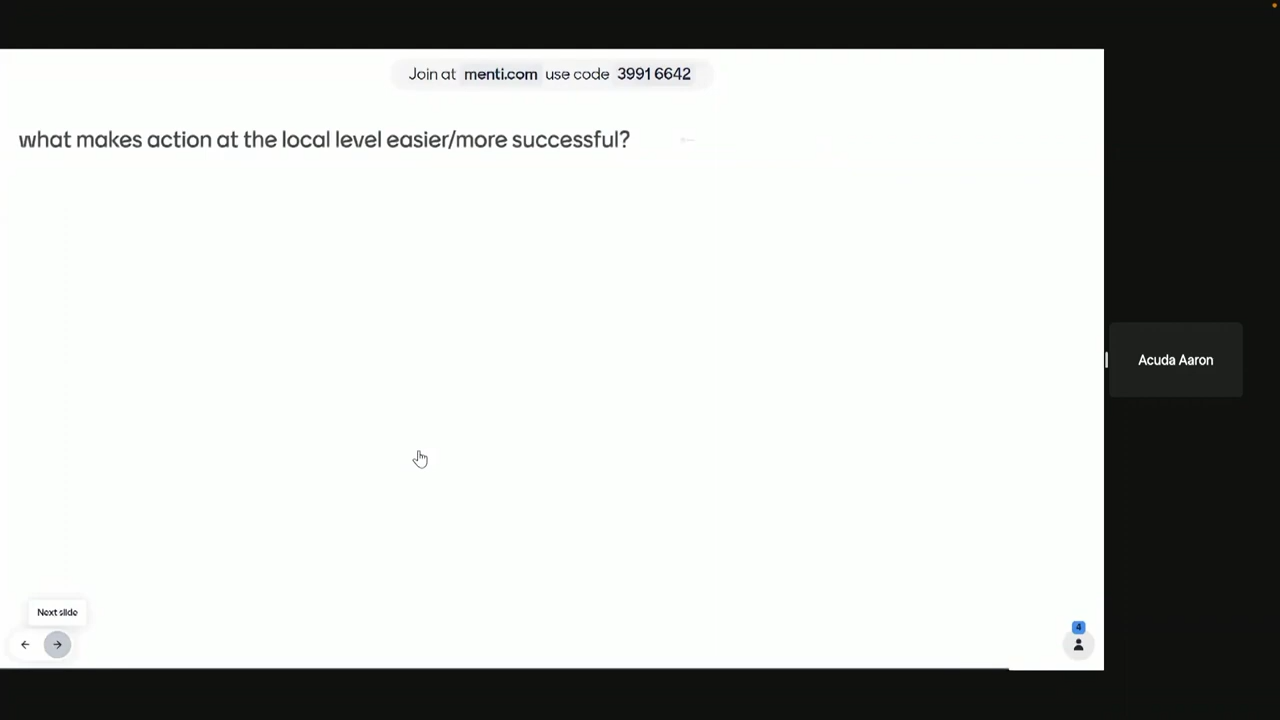 Join at menti.com use code 3991 6642
what makes action at the local level easier/more successful?
Acuda Aaron
Next slide
4